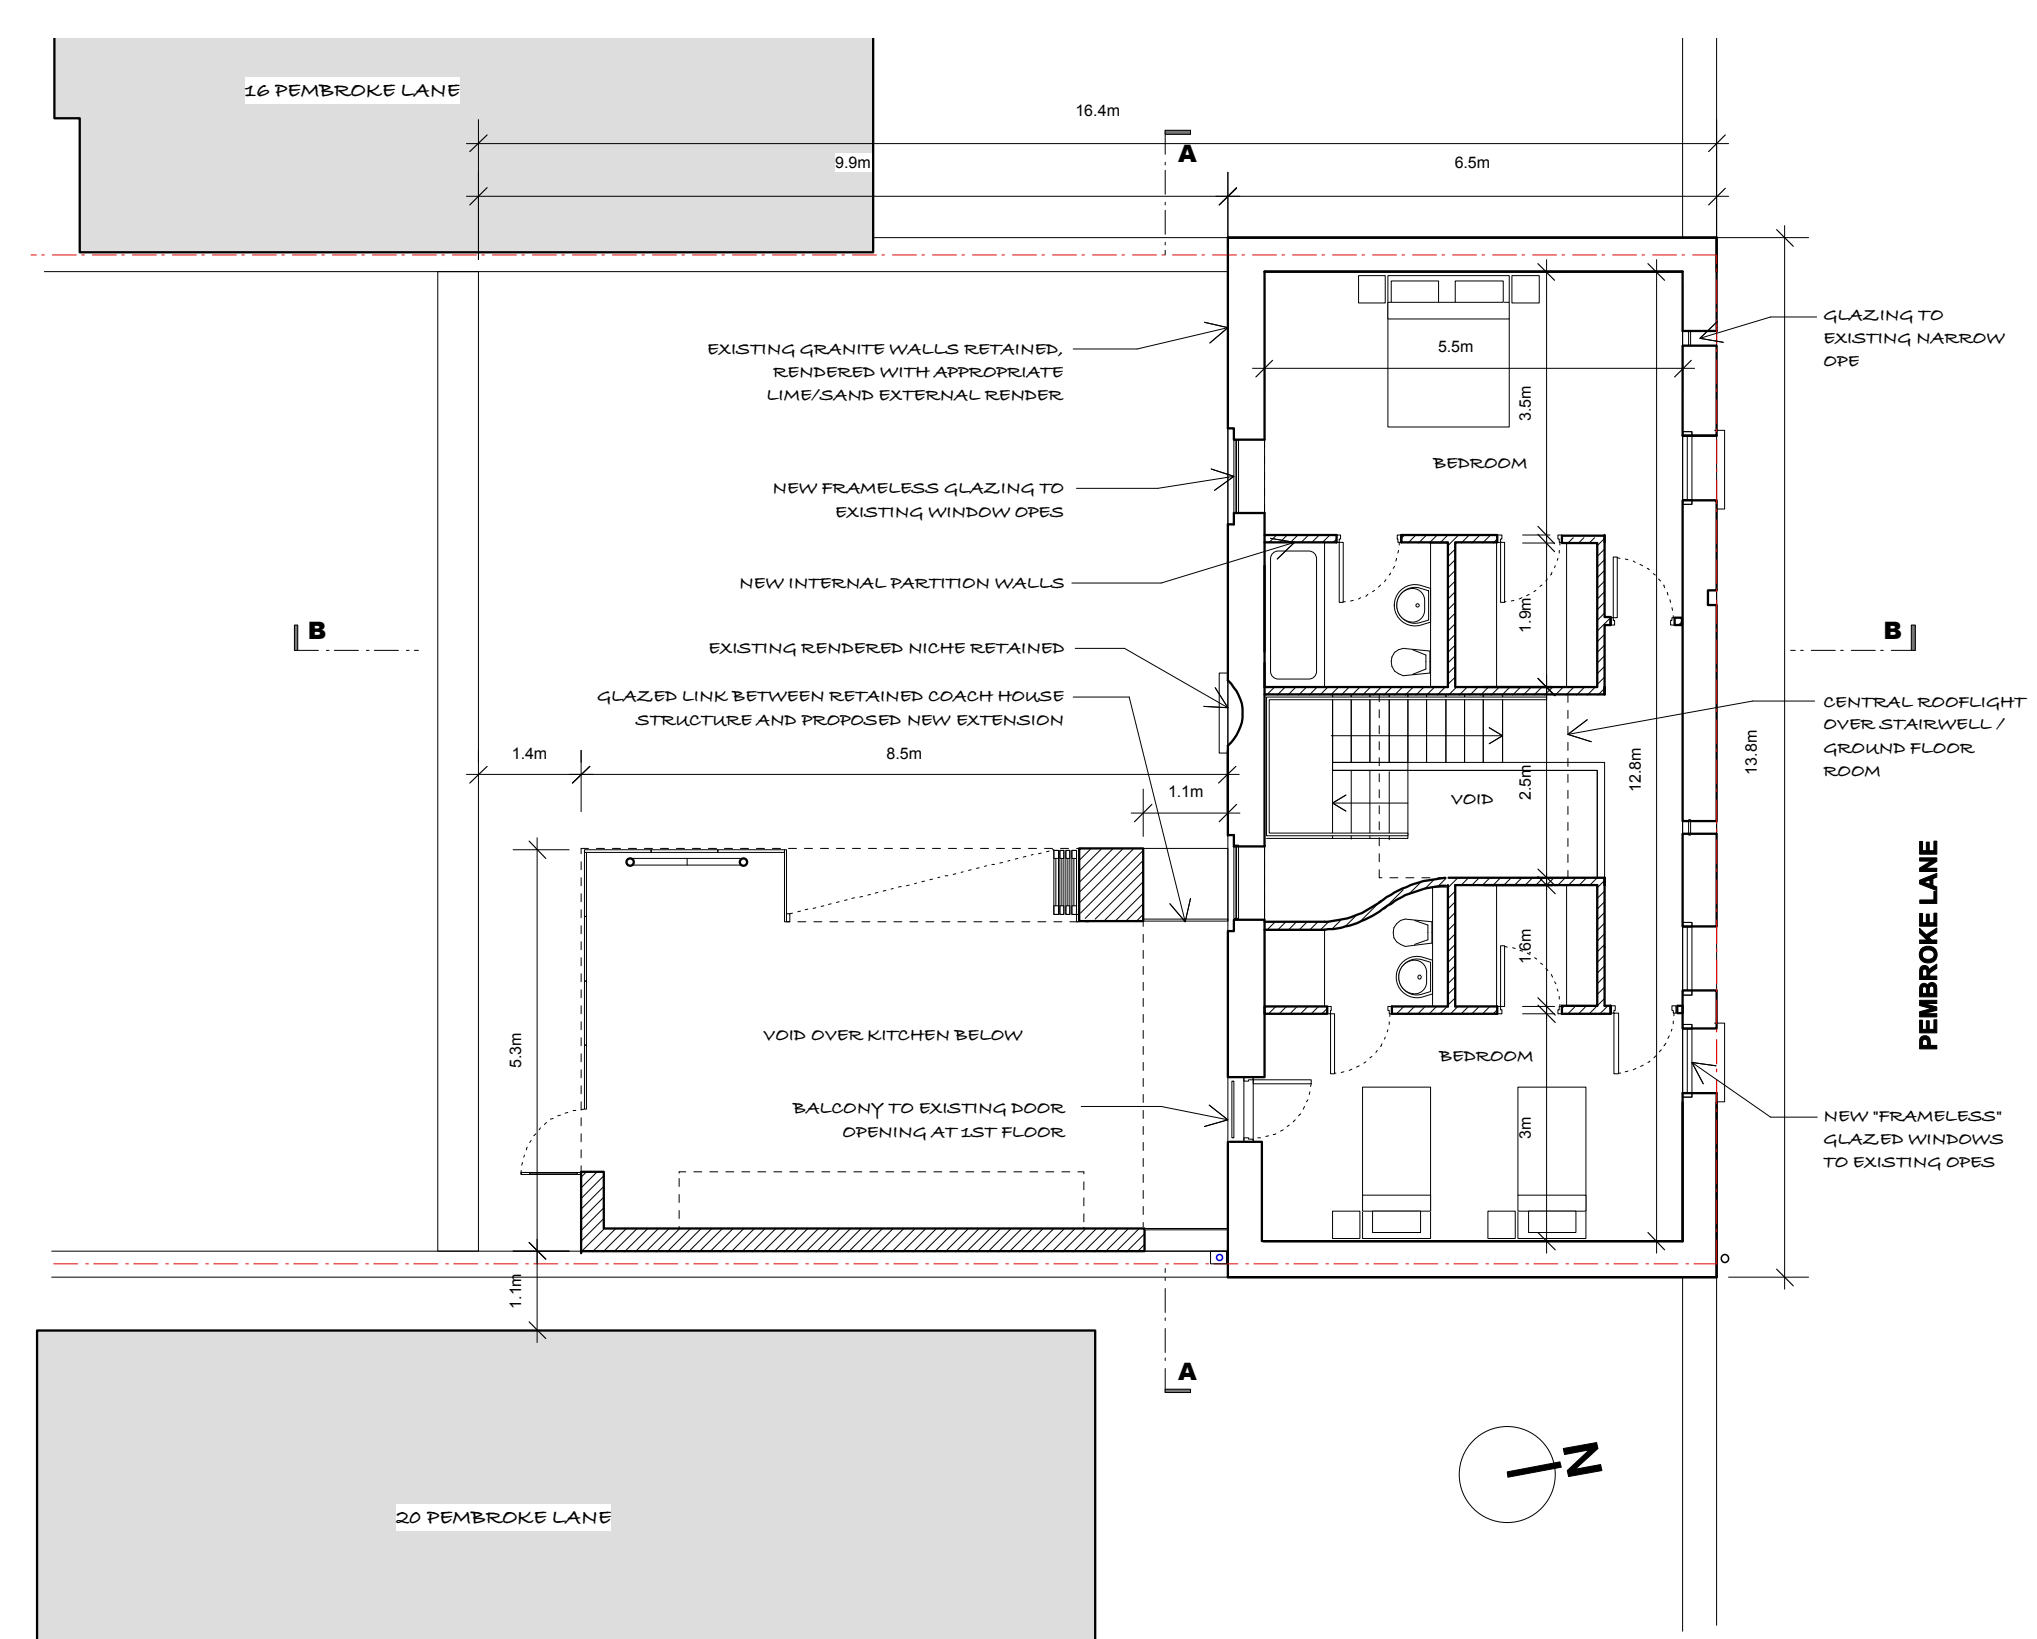 16 PEMBROKE LANE
16.4m
A
9.9m
6.5m
EXISTING GRANITE WALLS RETAINED,
RENDERED WITH APPROPRIATE
LIME/SAND EXTERNAL RENDER
GLAZING TO
EXISTING NARROW
OPE
5.5m
3.5m
BEDROOM
NEW FRAMELESS GLAZING TO
EXISTING WINDOW OPES
NEW INTERNAL PARTITION WALLS
1.9m
B
B
EXISTING RENDERED NICHE RETAINED
GLAZED LINK BETWEEN RETAINED COACH HOUSE
STRUCTURE AND PROPOSED NEW EXTENSION
CENTRAL ROOFLIGHT
OVER STAIRWELL /
GROUND FLOOR
ROOM
1.4m
8.5m
1.1m
2.5m
VOID
12.8m
13.8m
PEMBROKE LANE
1.6m
VOID OVER KITCHEN BELOW
5.3m
BEDROOM
BALCONY TO EXISTING DOOR
OPENING AT 1ST FLOOR
3m
NEW "FRAMELESS"
GLAZED WINDOWS
TO EXISTING OPES
1.1m
A
N
20 PEMBROKE LANE